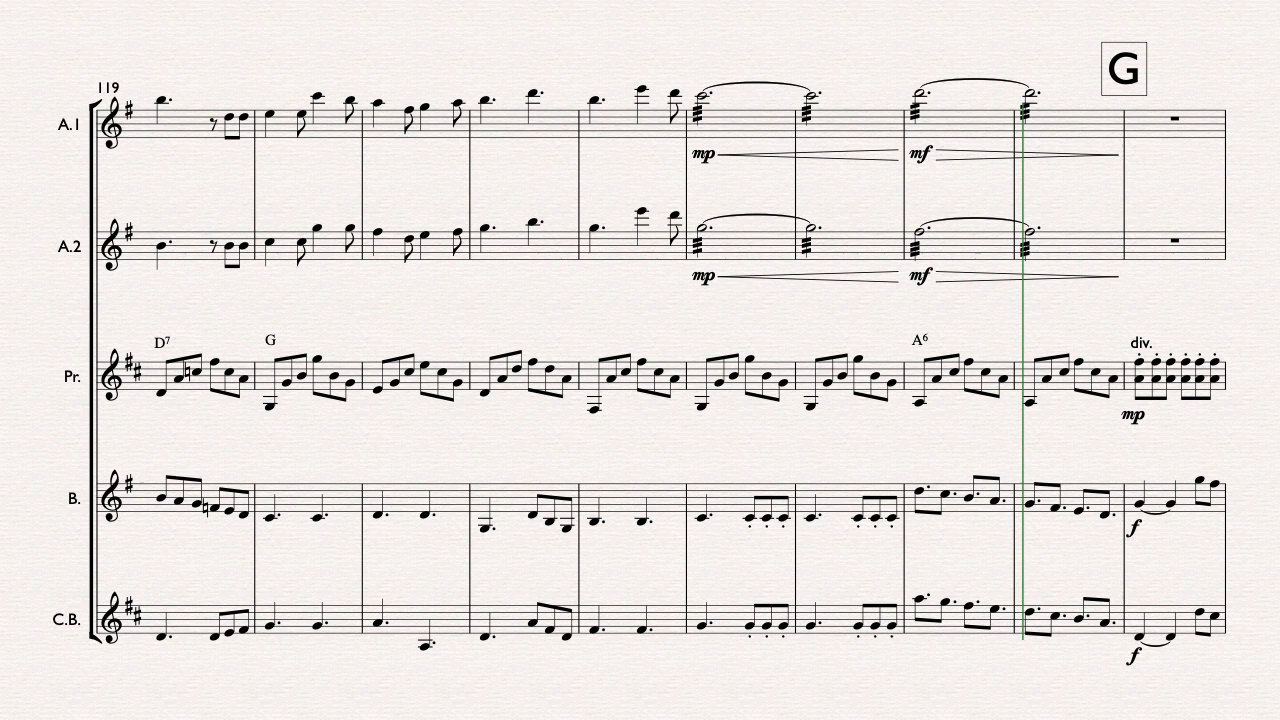 G
119
A.1
mp mf
A.2
mp mf
D7 G A6 div.
Pr.
mp
B.
f
C.B.
f